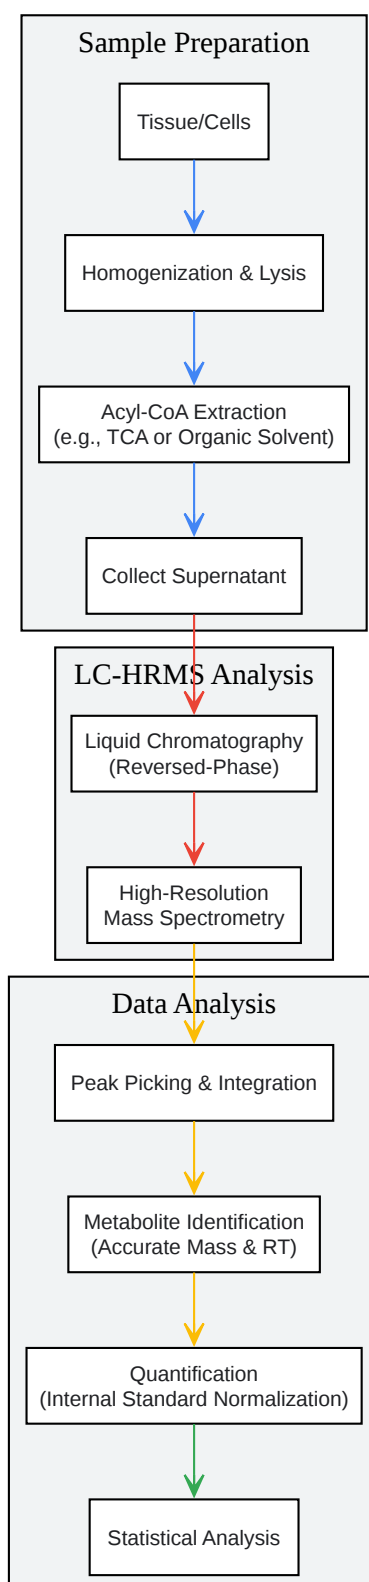 Sample Preparation
Tissue/Cells
Homogenization & Lysis
Acyl-CoA Extraction
(e.g., TCA or Organic Solvent)
Collect Supernatant
LC-HRMS Analysis
Liquid Chromatography
(Reversed-Phase)
High-Resolution
Mass Spectrometry
Data Analysis
Peak Picking & Integration
Metabolite Identification
(Accurate Mass & RT)
Quantification
(Internal Standard Normalization)
Statistical Analysis